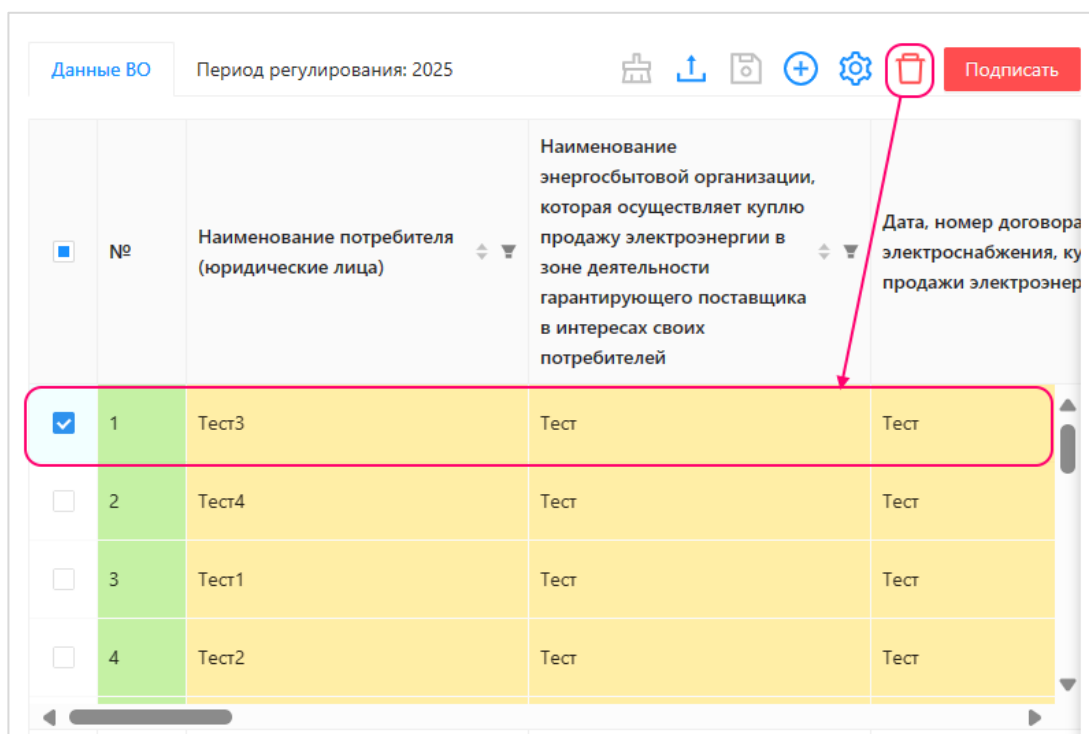 Данные ВО
Период регулирования: 2025
Подписать
№
Наименование потребителя
(юридические лица)
Наименование
энергосбытовой организации,
которая осуществляет куплю
продажу электроэнергии в
зоне деятельности
гарантирующего поставщика
в интересах своих
потребителей
Дата, номер договора
электроснабжения, ку
продажи электроэнер
1 Тест3 Тест Тест
2 Тест4 Тест Тест
3 Тест1 Тест Тест
4 Тест2 Тест Тест